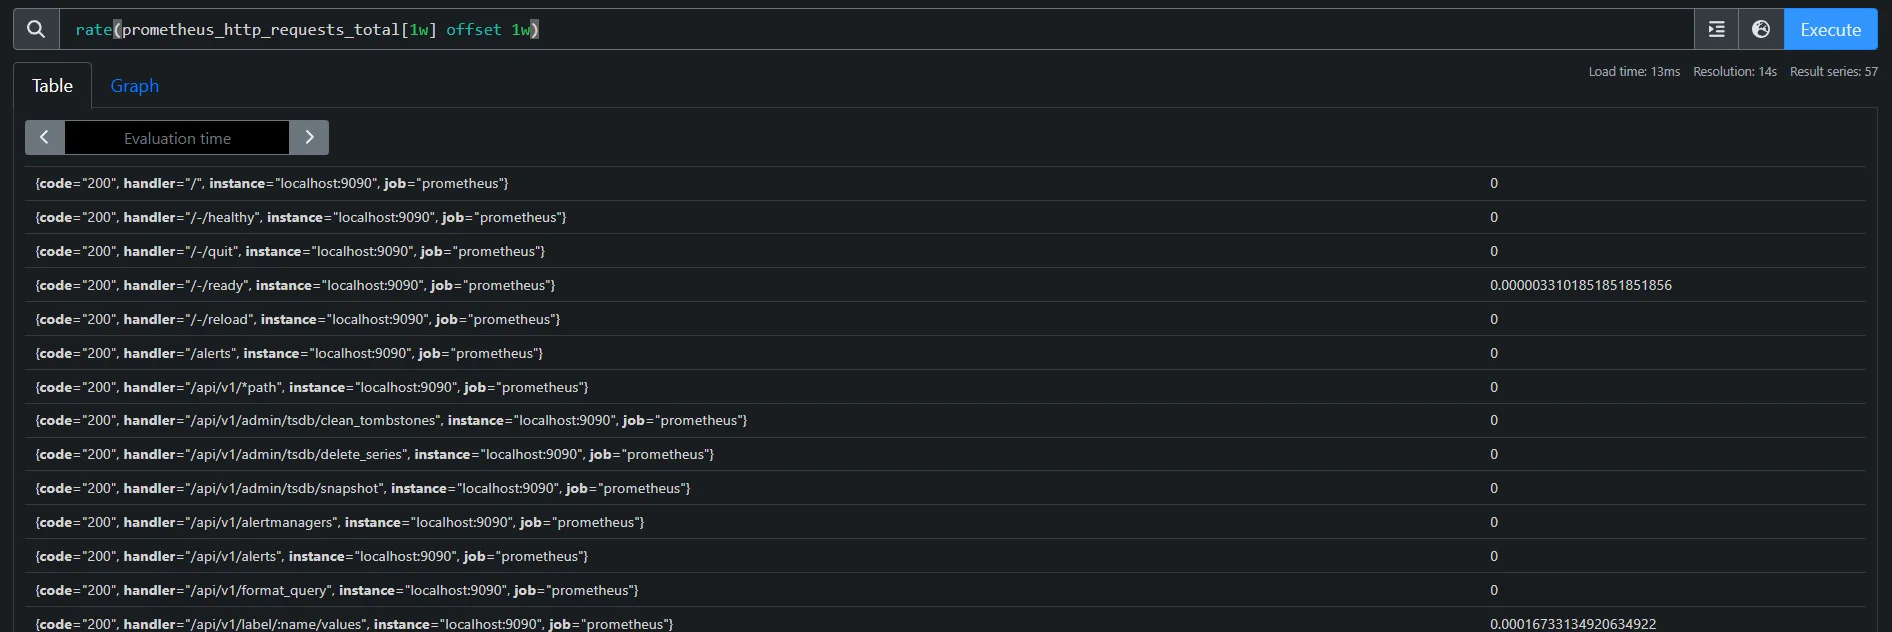 rate(prometheus_http_requests_total[1w] offset 1w)
Execute
Load time: 13ms Resolution: 14s Result series: 57
Table Graph
Evaluation time
{code="200", handler="/", instance="localhost:9090", job="prometheus"} 0
{code="200", handler="/-/healthy", instance="localhost:9090", job="prometheus"} 0
{code="200", handler="/-/quit", instance="localhost:9090", job="prometheus"} 0
{code="200", handler="/-/ready", instance="localhost:9090", job="prometheus"} 0.0000033101851851851856
{code="200", handler="/-/reload", instance="localhost:9090", job="prometheus"} 0
{code="200", handler="/alerts", instance="localhost:9090", job="prometheus"} 0
{code="200", handler="/api/v1/*path", instance="localhost:9090", job="prometheus"} 0
{code="200", handler="/api/v1/admin/tsdb/clean_tombstones", instance="localhost:9090", job="prometheus"} 0
{code="200", handler="/api/v1/admin/tsdb/delete_series", instance="localhost:9090", job="prometheus"} 0
{code="200", handler="/api/v1/admin/tsdb/snapshot", instance="localhost:9090", job="prometheus"} 0
{code="200", handler="/api/v1/alertmanagers", instance="localhost:9090", job="prometheus"} 0
{code="200", handler="/api/v1/alerts", instance="localhost:9090", job="prometheus"} 0
{code="200", handler="/api/v1/format_query", instance="localhost:9090", job="prometheus"} 0
{code="200", handler="/api/v1/label/:name/values", instance="localhost:9090", job="prometheus"} 0.00016733134920634922